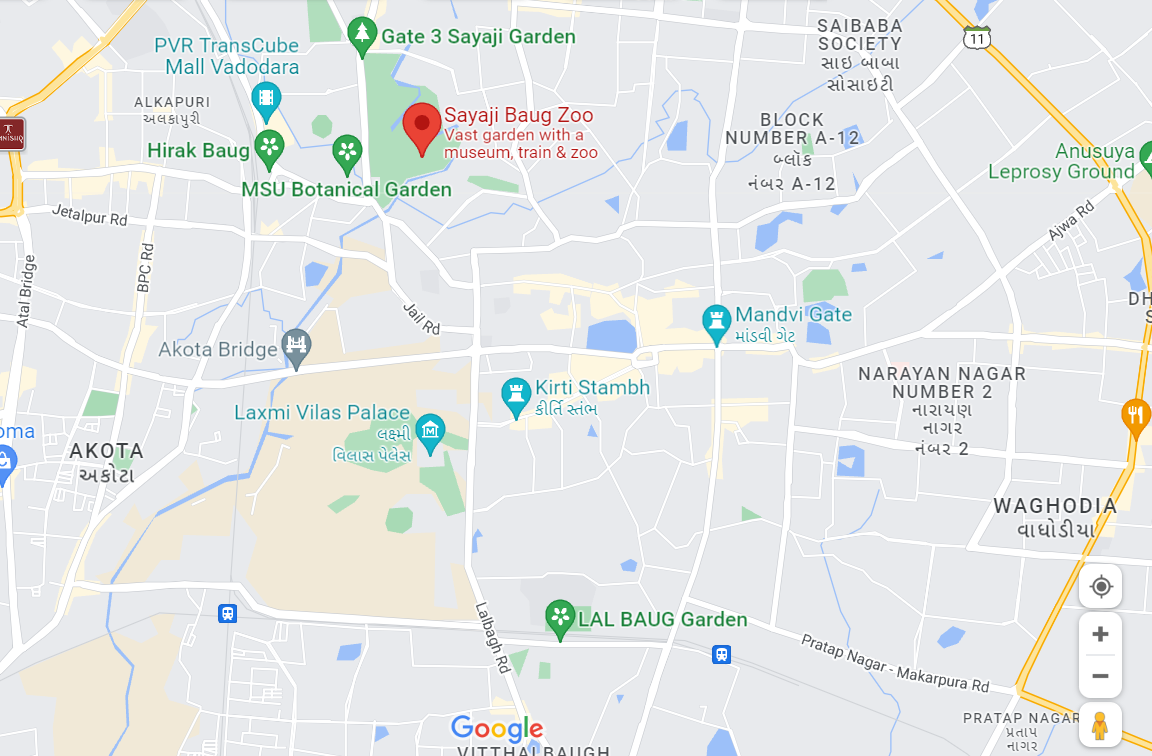 Gate 3 Sayaji Garden
SAIBABA
SOCIETY
સાઇ બાબા
સોસાઇટી
11
PVR TransCube
Mall Vadodara
ALKAPURI
અલકાપુરી
Sayaji Baug Zoo
Vast garden with a
museum, train & zoo
BLOCK
NUMBER A-12
બ્લોક
નંબર A-12
Hirak Baug
MSU Botanical Garden
Anusuya
Leprosy Ground
Jetalpur Rd
Ajwa Rd
BPC Rd
Atal Bridge
Jail Rd
DH
S
Mandvi Gate
માંડવી ગેટ
Akota Bridge
NARAYAN NAGAR
NUMBER 2
નારાયણ
નાગર
નંબર 2
Kirti Stambh
કીર્તિ સ્તંભ
Laxmi Vilas Palace
લક્ષ્મી
વિલાસ પેલેસ
oma
AKOTA
અકોટા
WAGHODIA
વાઘોડીયા
LAL BAUG Garden
Lalbagh Rd
Pratap Nagar - Makarpura Rd
PRATAP NAGAR
પ્રતાપ
નાગર
Google
VITTHALBAUGH